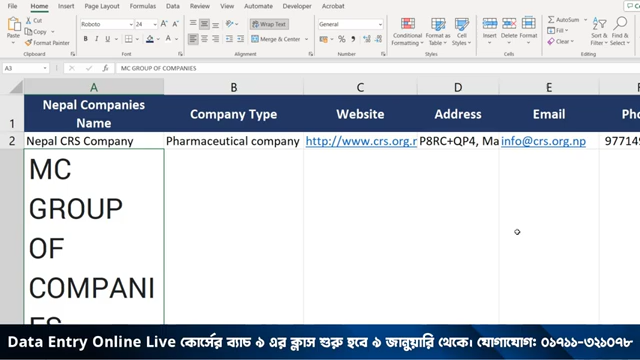 File Home Insert Page Layout Formulas Data Review View Automate Developer Acrobat
Cut
Copy
Format Painter
Paste
Clipboard
Roboto 24
B I U
Font
Wrap Text
Merge & Center
Alignment
General
Number
Conditional Formatting Format as Table Cell Styles
Styles
Insert Delete Format
Cells
AutoSum
Fill
Clear
Sort & Filter Find & Select
Editing
A3 fx MC GROUP OF COMPANIES
A B C D E
1 Nepal Companies Name Company Type Website Address Email Pho
2 Nepal CRS Company Pharmaceutical company http://www.crs.org.r P8RC+QP4, Ma info@crs.org.np 977149
MC
GROUP
OF
COMPANI
ES
Data Entry Online Live কোর্সের ব্যাচ ৯ এর ক্লাস শুরু হবে ৯ জানুয়ারি থেকে। যোগাযোগ: ০১৭১১-৩২১০৭৮